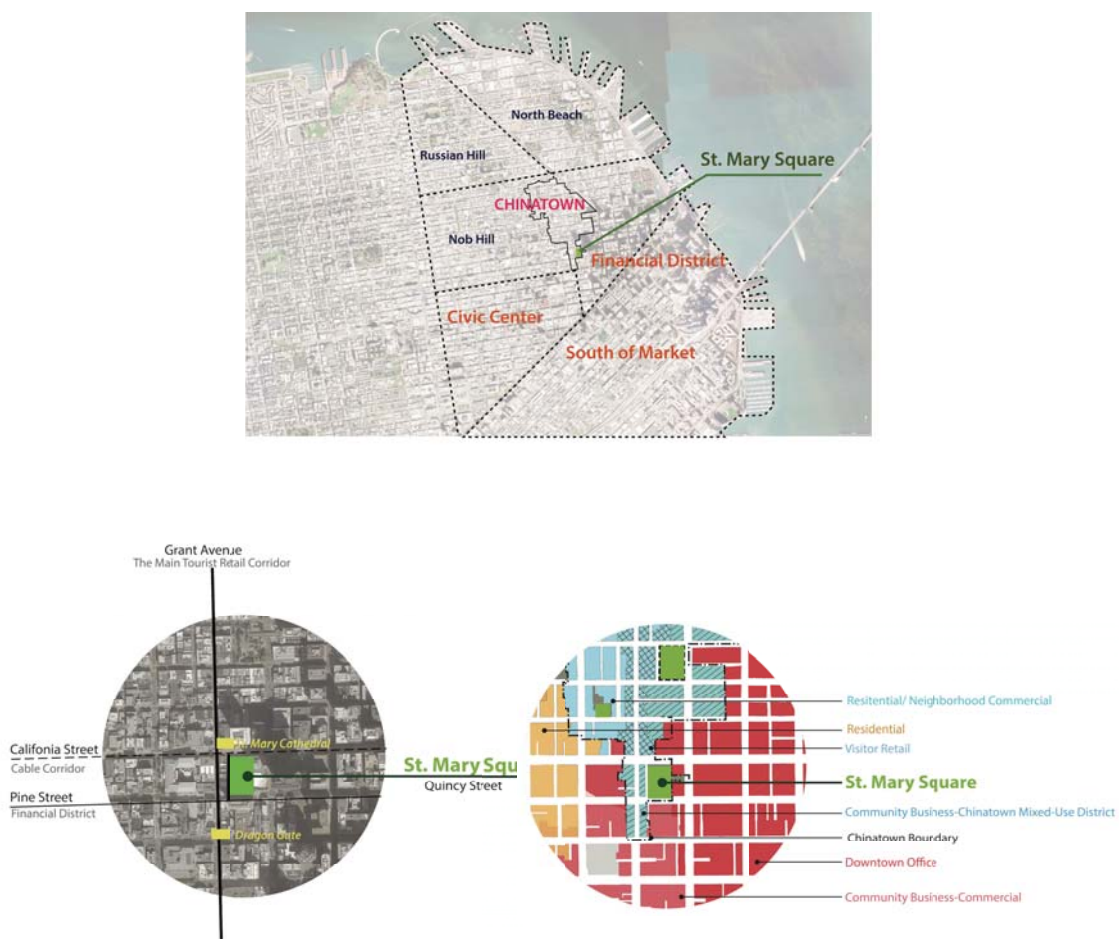 North Beach
Russian Hill
St. Mary Square
CHINATOWN
Nob Hill
Financial District
Civic Center
South of Market
Grant Avenue
The Main Tourist Retail Corridor
Califonia Street
Cable Corridor
St. Mary Cathedral
St. Mary Squ
Quincy Street
Pine Street
Financial District
Dragon Gate
Resitential/ Neighborhood Commercial
Residential
Visitor Retail
St. Mary Square
Community Business-Chinatown Mixed-Use District
Chinatown Boundary
Downtown Office
Community Business-Commercial